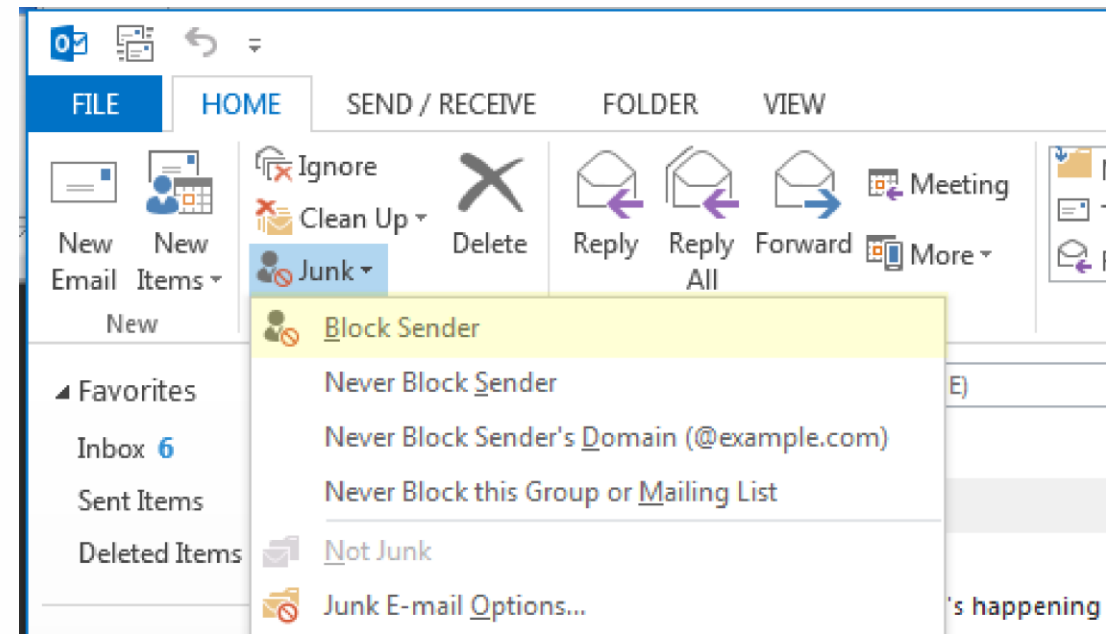 FILE HOME SEND / RECEIVE FOLDER VIEW
Ignore
Clean Up
Junk
New Email
New Items
Delete
Reply
Reply All
Forward
Meeting
More
New
Block Sender
Never Block Sender
Never Block Sender's Domain (@example.com)
Never Block this Group or Mailing List
Not Junk
Junk E-mail Options...
Favorites
Inbox 6
Sent Items
Deleted Items
E)
's happening